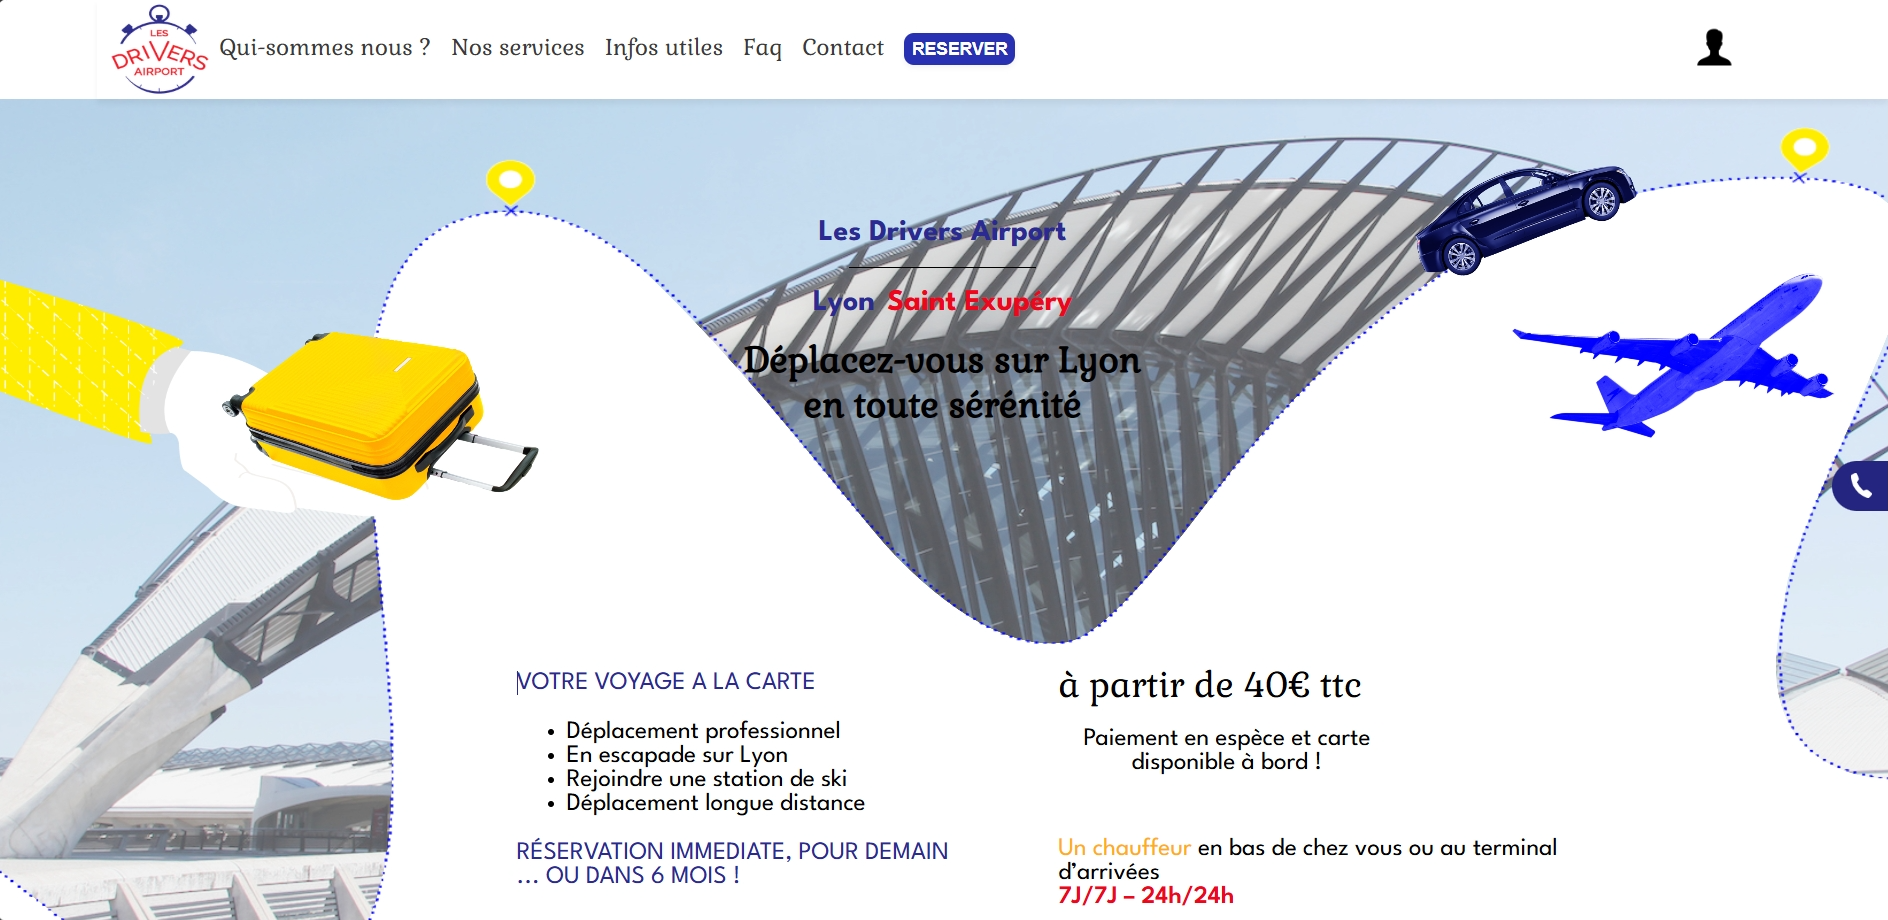 LES
DRIVERS
AIRPORT
Qui-sommes nous ?
Nos services
Infos utiles
Faq
Contact
RESERVER
Les Drivers Airport
Lyon Saint Exupéry
Déplacez-vous sur Lyon
en toute sérénité
VOTRE VOYAGE A LA CARTE
• Déplacement professionnel
• En escapade sur Lyon
• Rejoindre une station de ski
• Déplacement longue distance
RÉSERVATION IMMEDIATE, POUR DEMAIN
... OU DANS 6 MOIS !
à partir de 40€ ttc
Paiement en espèce et carte
disponible à bord !
Un chauffeur en bas de chez vous ou au terminal
d’arrivées
7J/7J – 24h/24h